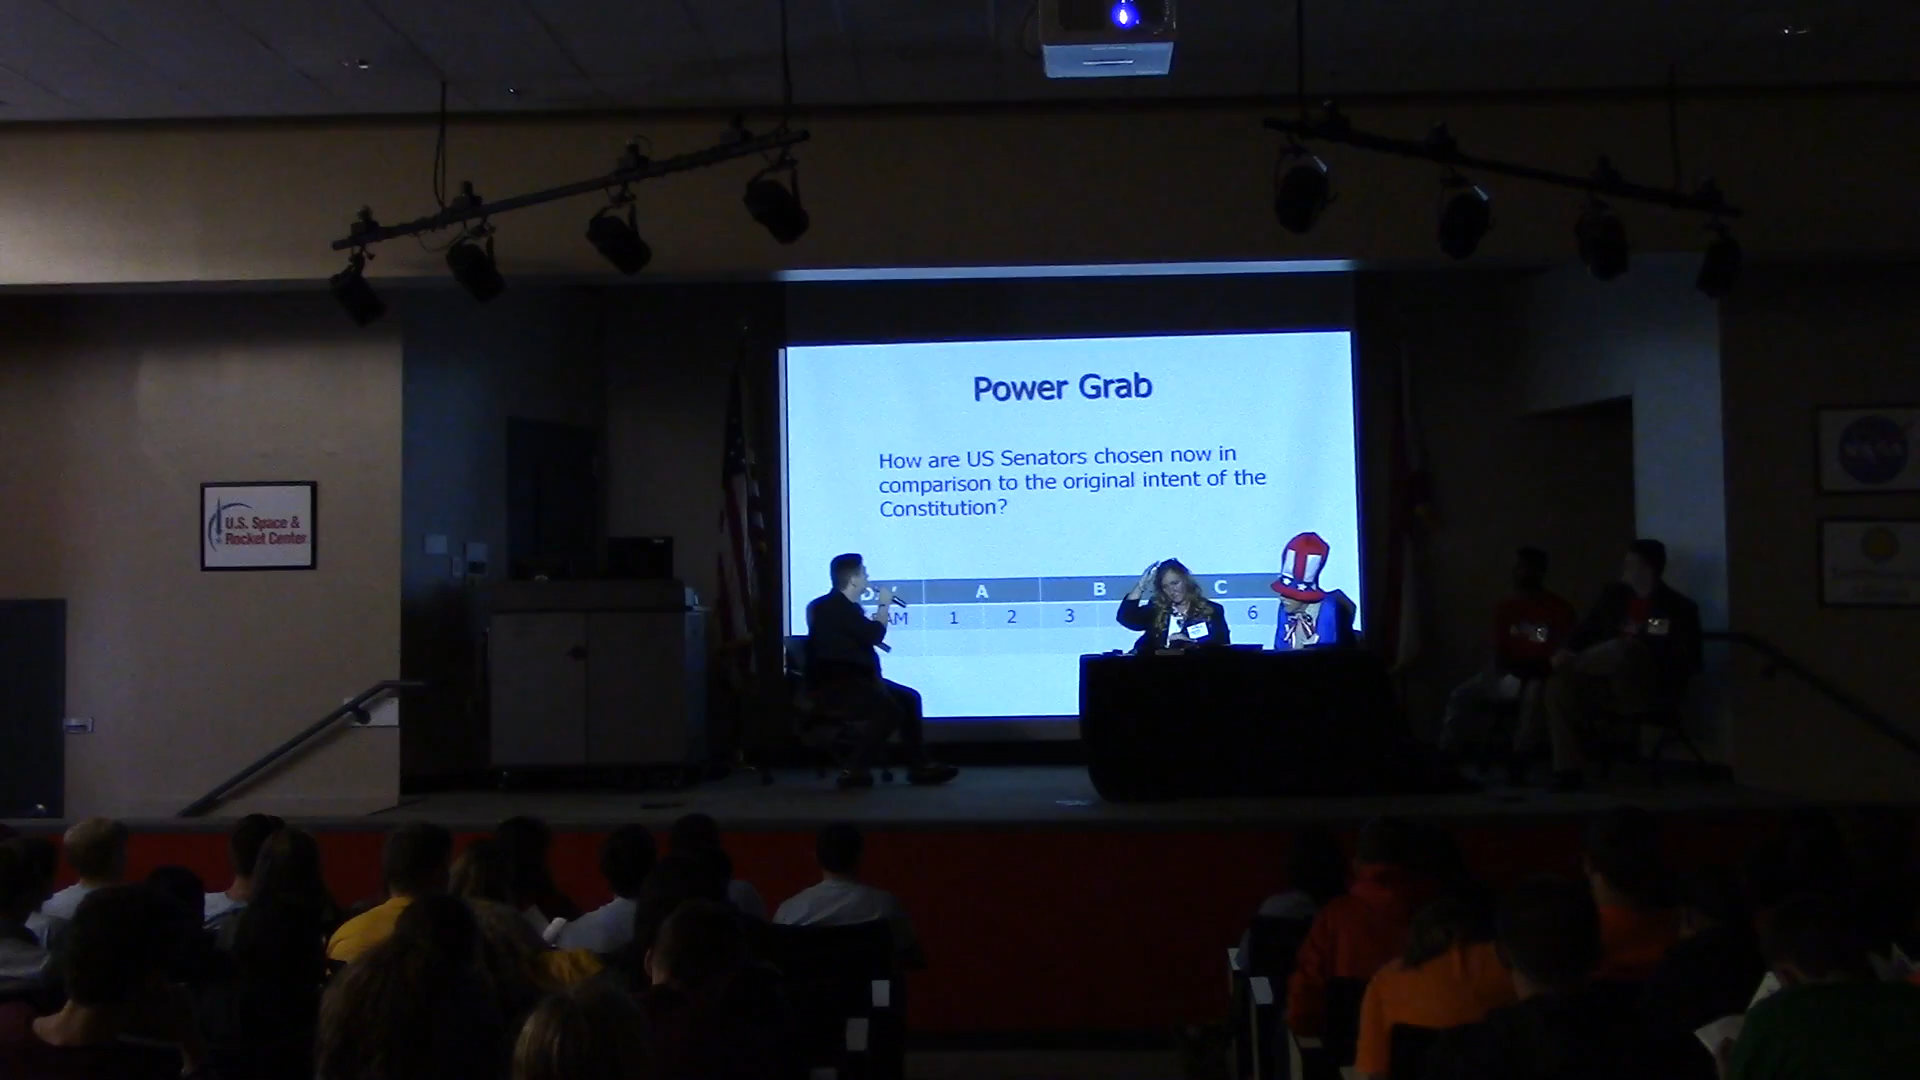 Power Grab
How are US Senators chosen now in
comparison to the original intent of the
Constitution?
A B C
1 2 3 6
U.S. Space &
Rocket Center
NASA